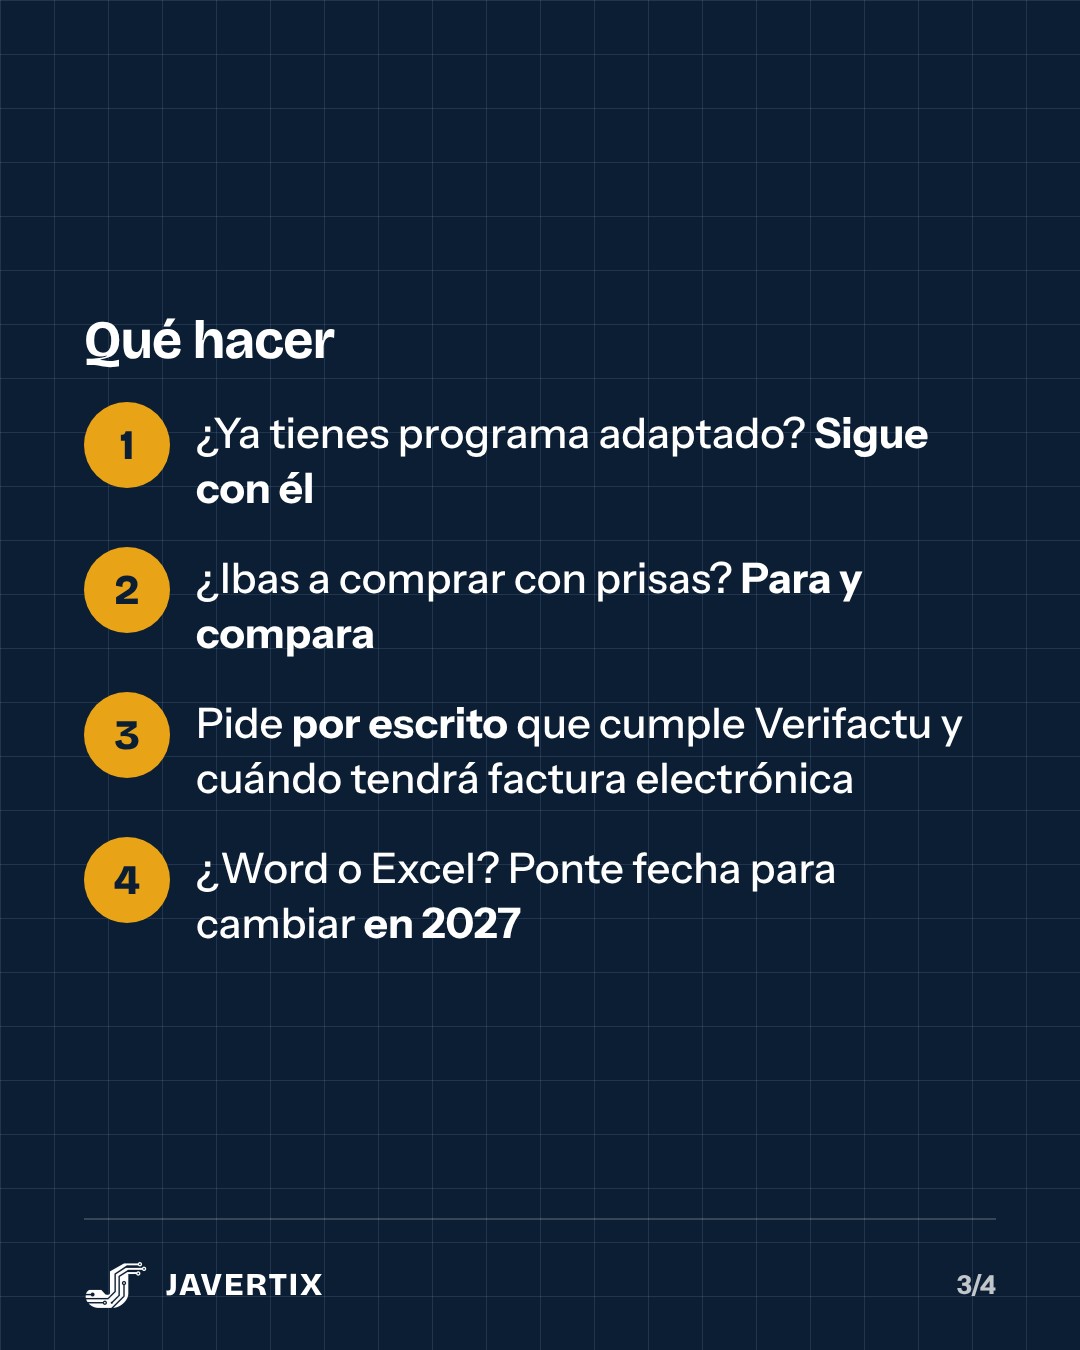 Qué hacer
1
¿Ya tienes programa adaptado? Sigue
con él
2
¿Ibas a comprar con prisas? Para y
compara
3
Pide por escrito que cumple Verifactu y
cuándo tendrá factura electrónica
4
¿Word o Excel? Ponte fecha para
cambiar en 2027
JAVERTIX
3/4